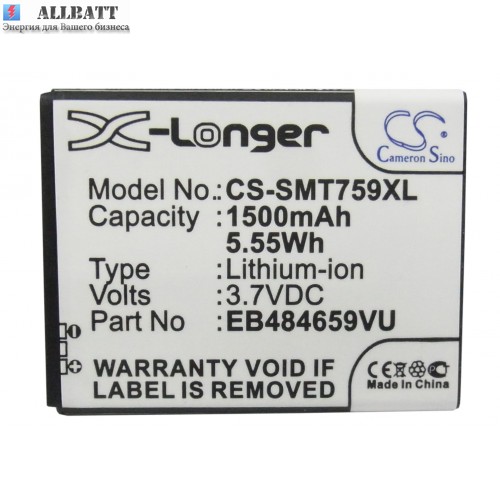 ALLBATT
Энергия для Вашего бизнеса
X-Longer
CS
Cameron Sino
Model No.: CS-SMT759XL
Capacity: 1500mAh
5.55Wh
Type: Lithium-ion
Volts: 3.7VDC
Part No: EB484659VU
WARRANTY VOID IF
LABEL IS REMOVED
CE
Made In China